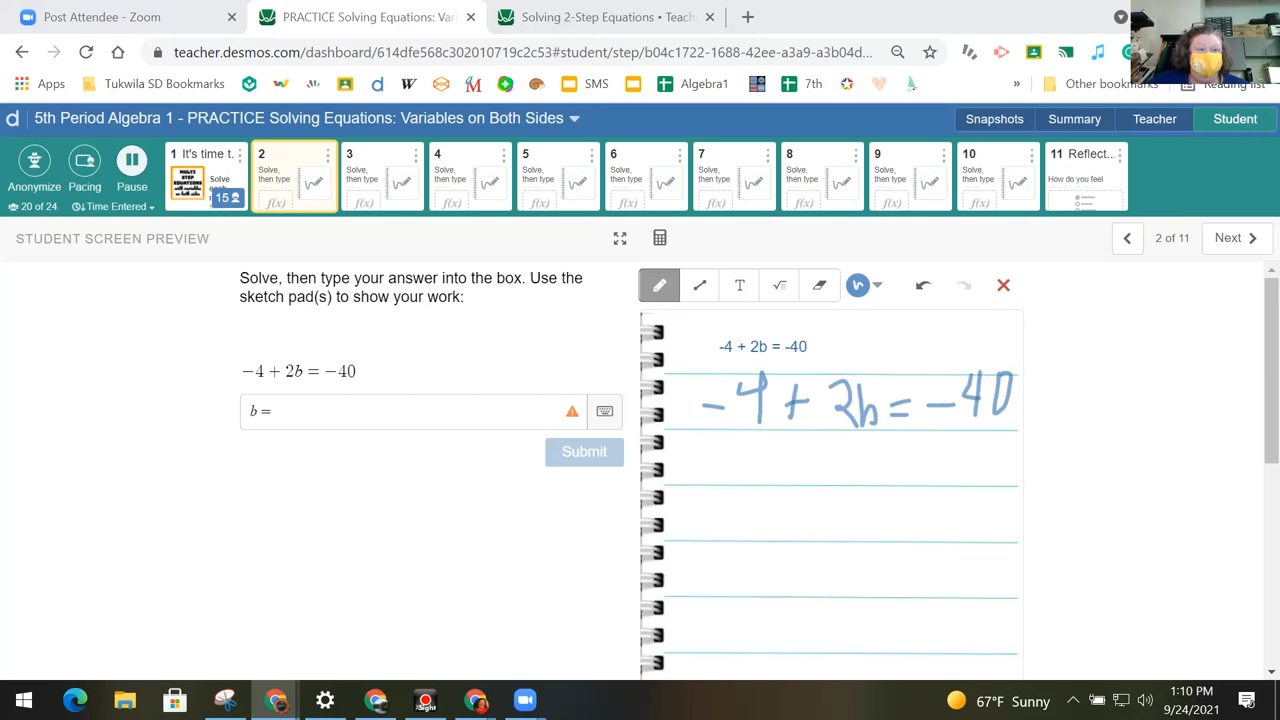 Post Attendee - Zoom
PRACTICE Solving Equations: Vari
Solving 2-Step Equations • Teach
teacher.desmos.com/dashboard/614dfe568c302010719c2c53#student/step/b04c1722-1688-42ee-a3a9-a3b04d...
Apps
Tukwila SD Bookmarks
SMS
Algebra1
7th
»
Other bookmarks
Reading list
d
5th Period Algebra 1 - PRACTICE Solving Equations: Variables on Both Sides
Snapshots
Summary
Teacher
Student
Anonymize
Pacing
Pause
20 of 24
Time Entered
1 It's time t.
MULTI STEP EQUATIONS
Solve
15
2
Solve, then type
f(x)
3
Solve, then type
f(x)
4
Solve, then type
f(x)
5
Solve, then type
f(x)
6
Solve, then type
f(x)
7
Solve, then type
f(x)
8
Solve, then type
f(x)
9
Solve, then type
f(x)
10
Solve, then type
f(x)
11 Reflect...
How do you feel
STUDENT SCREEN PREVIEW
2 of 11
Next
Solve, then type your answer into the box. Use the
sketch pad(s) to show your work:
−4 + 2b = −40
b =
Submit
T
-4 + 2b = -40
-4 + 2b = -40
67°F Sunny
1:10 PM
9/24/2021